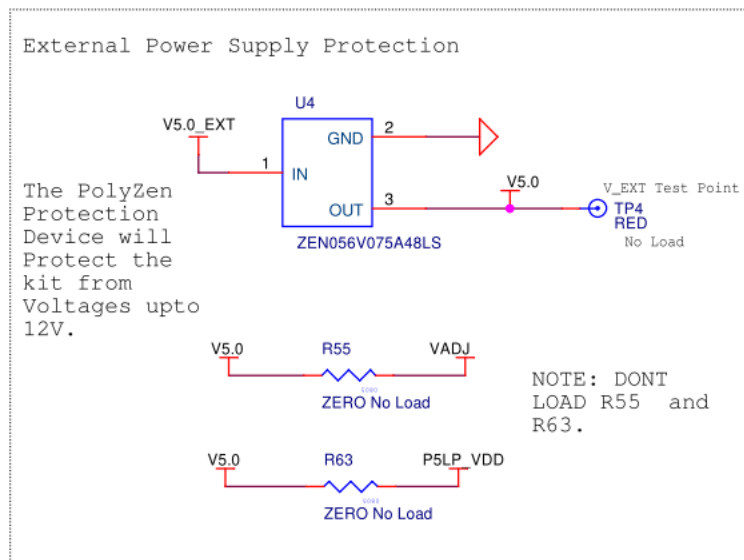 External Power Supply Protection
U4
V5.0_EXT
GND
2
1
IN
The PolyZen
Protection
Device will
Protect the
kit from
Voltages upto
12V.
OUT
3
V5.0
V_EXT Test Point
TP4
RED
No Load
ZEN056V075A48LS
V5.0
R55
VADJ
ZERO No Load
NOTE: DONT
LOAD R55 and
R63.
V5.0
R63
P5LP_VDD
ZERO No Load